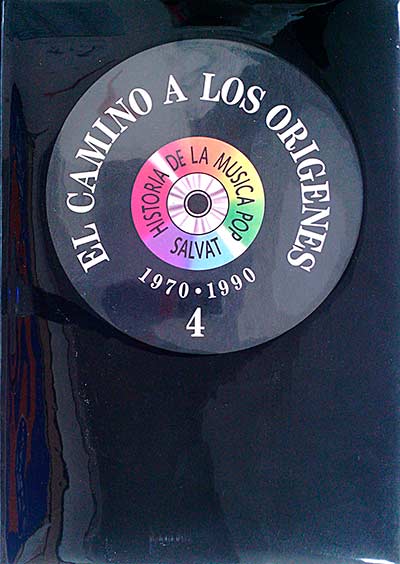 EL CAMINO A LOS ORIGENES
HISTORIA DE LA MUSICA POP
SALVAT
1970 • 1990
4